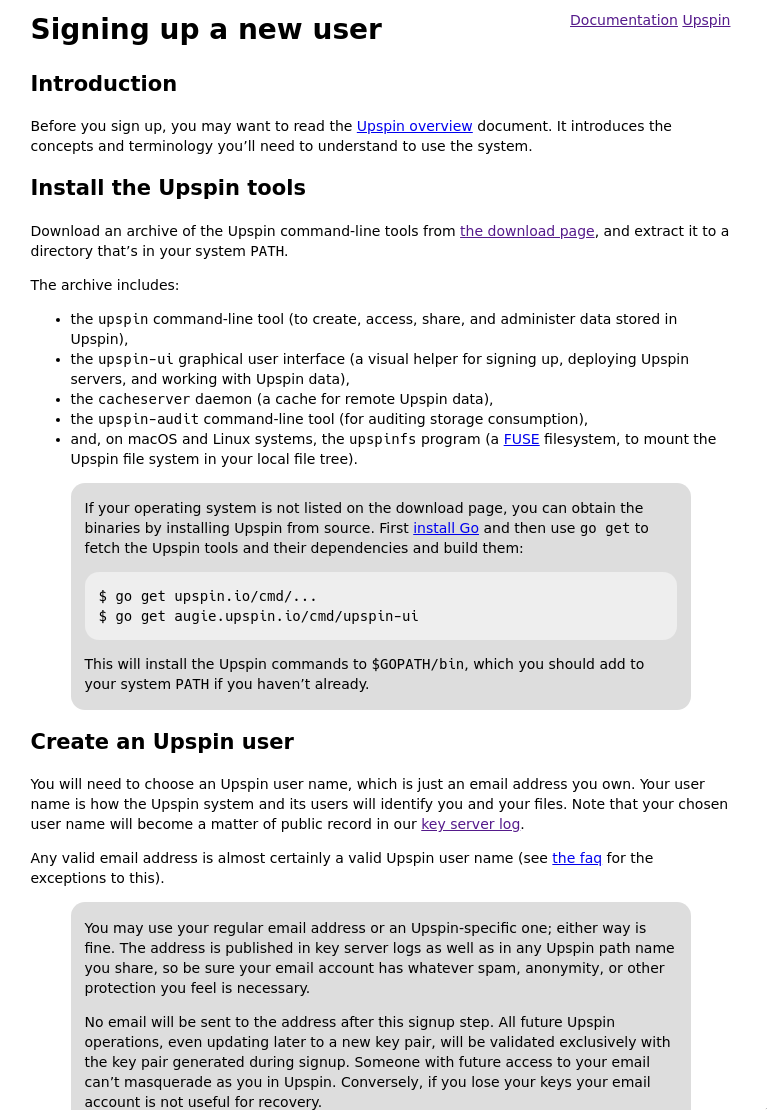 Signing up a new user
Documentation Upspin
Introduction
Before you sign up, you may want to read the Upspin overview document. It introduces the
concepts and terminology you’ll need to understand to use the system.
Install the Upspin tools
Download an archive of the Upspin command-line tools from the download page, and extract it to a
directory that’s in your system PATH.
The archive includes:
• the upspin command-line tool (to create, access, share, and administer data stored in
Upspin),
• the upspin-ui graphical user interface (a visual helper for signing up, deploying Upspin
servers, and working with Upspin data),
• the cacheserver daemon (a cache for remote Upspin data),
• the upspin-audit command-line tool (for auditing storage consumption),
• and, on macOS and Linux systems, the upspinfs program (a FUSE filesystem, to mount the
Upspin file system in your local file tree).
If your operating system is not listed on the download page, you can obtain the
binaries by installing Upspin from source. First install Go and then use go get to
fetch the Upspin tools and their dependencies and build them:
$ go get upspin.io/cmd/...
$ go get augie.upspin.io/cmd/upspin-ui
This will install the Upspin commands to $GOPATH/bin, which you should add to
your system PATH if you haven’t already.
Create an Upspin user
You will need to choose an Upspin user name, which is just an email address you own. Your user
name is how the Upspin system and its users will identify you and your files. Note that your chosen
user name will become a matter of public record in our key server log.
Any valid email address is almost certainly a valid Upspin user name (see the faq for the
exceptions to this).
You may use your regular email address or an Upspin-specific one; either way is
fine. The address is published in key server logs as well as in any Upspin path name
you share, so be sure your email account has whatever spam, anonymity, or other
protection you feel is necessary.
No email will be sent to the address after this signup step. All future Upspin
operations, even updating later to a new key pair, will be validated exclusively with
the key pair generated during signup. Someone with future access to your email
can’t masquerade as you in Upspin. Conversely, if you lose your keys your email
account is not useful for recovery.